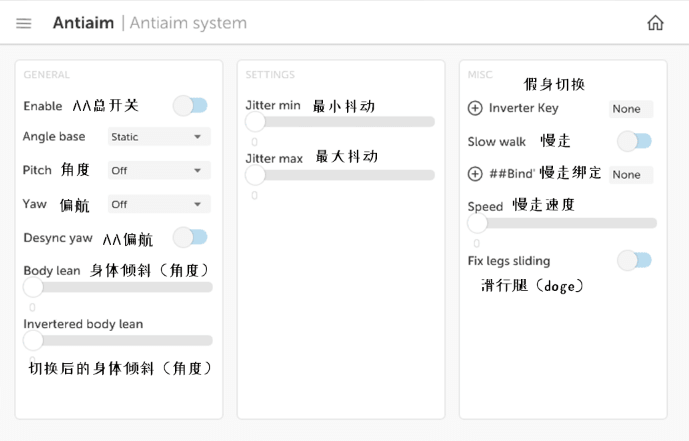 Antiaim | Antiaim system
GENERAL
Enable AA总开关
Angle base Static
Pitch 角度 Off
Yaw 偏航 Off
Desync yaw AA偏航
Body lean 身体倾斜（角度）
0
Invertered body lean
0
切换后的身体倾斜（角度）
SETTINGS
Jitter min 最小抖动
0
Jitter max 最大抖动
0
MISC
假身切换
Inverter Key None
Slow walk 慢走
##Bind' 慢走绑定 None
Speed 慢走速度
0
Fix legs sliding
滑行腿（doge）